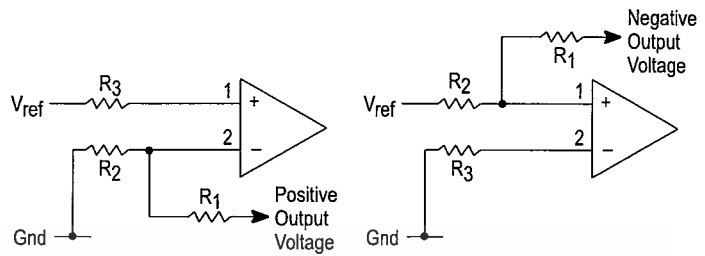 R3
Vref
1
+
2
−
R2
R1
Positive
Output
Voltage
Gnd
Negative
Output
Voltage
R1
R2
Vref
1
+
2
−
R3
Gnd